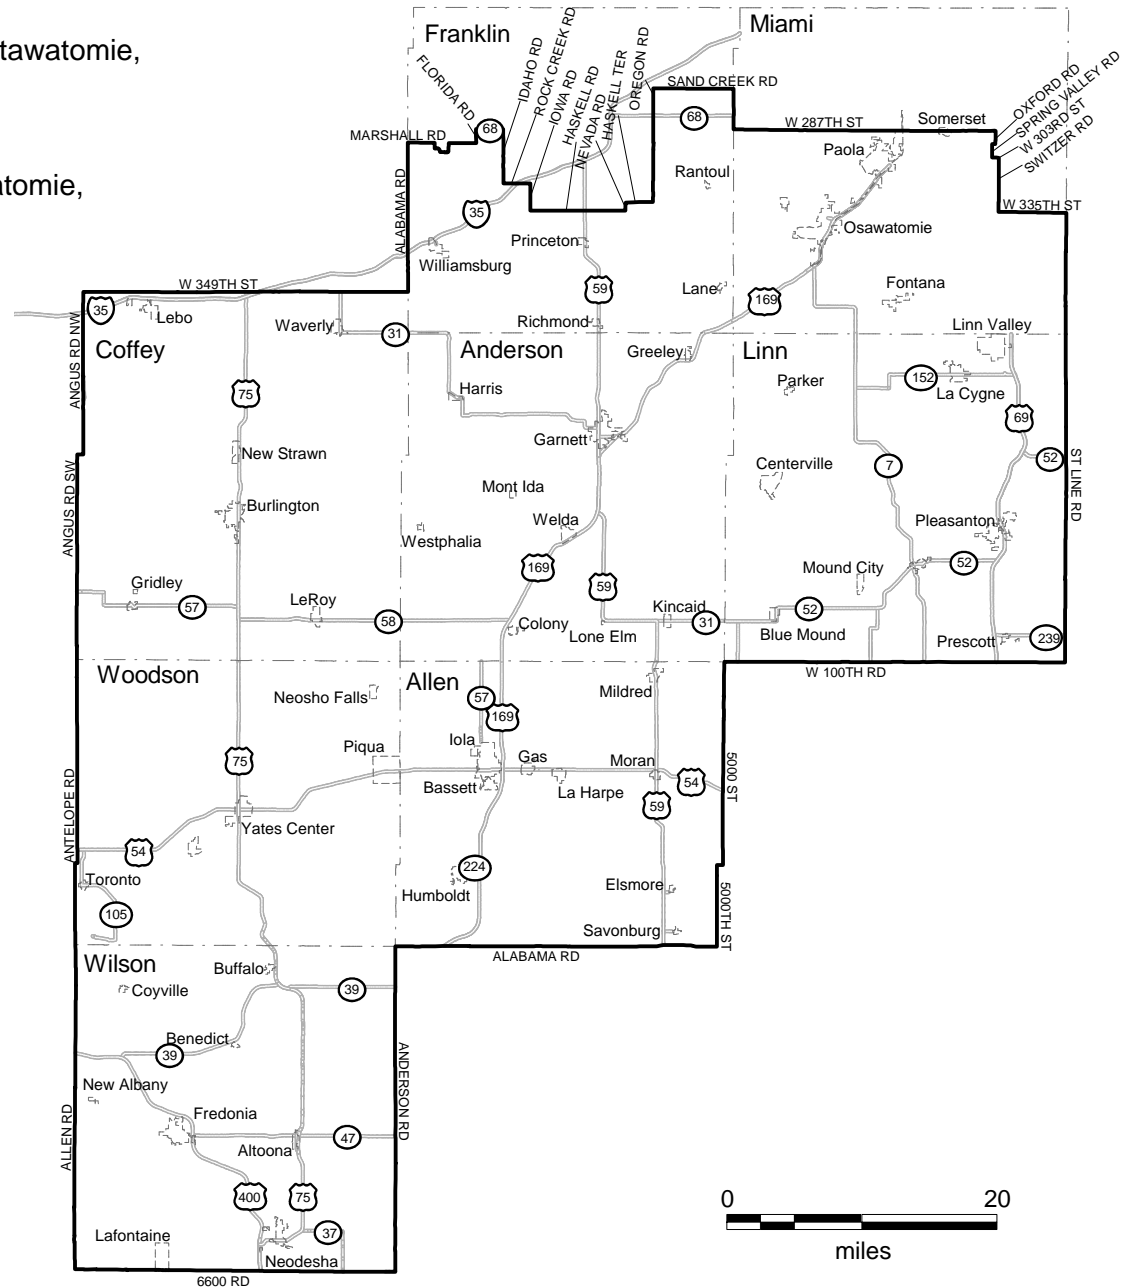 tawatomie,
atomie,
Franklin
Miami
FLORIDA RD
IDAHO RD
ROCK CREEK RD
IOWA RD
HASKELL RD
NEVADA RD
HASKELL TER
OREGON RD
SAND CREEK RD
OXFORD RD
SPRING VALLEY RD
W 303RD ST
SWITZER RD
MARSHALL RD
68
68
W 287TH ST
Somerset
Paola
Rantoul
ALABAMA RD
35
W 335TH ST
Osawatomie
Princeton
Williamsburg
W 349TH ST
59
Lane
169
Fontana
35
Lebo
Waverly
31
Richmond
Linn Valley
ANGUS RD NW
Coffey
Anderson
Greeley
Linn
75
Harris
Parker
152
La Cygne
69
Garnett
New Strawn
Centerville
7
52
ANGUS RD SW
ST LINE RD
Mont Ida
Burlington
Welda
Pleasanton
Westphalia
169
Mound City
52
Gridley
57
LeRoy
58
59
Kincaid
31
52
Colony
Lone Elm
Blue Mound
Prescott
239
Woodson
Allen
W 100TH RD
Neosho Falls
57
Mildred
169
Iola
Piqua
75
Gas
Moran
Bassett
La Harpe
54
5000 ST
59
ANTELOPE RD
Yates Center
54
Toronto
224
Humboldt
Elsmore
105
Savonburg
5000TH ST
Wilson
Buffalo
ALABAMA RD
Coyville
39
Benedict
39
New Albany
ANDERSON RD
Fredonia
ALLEN RD
47
Altoona
400
75
0
20
Lafontaine
37
miles
Neodesha
6600 RD